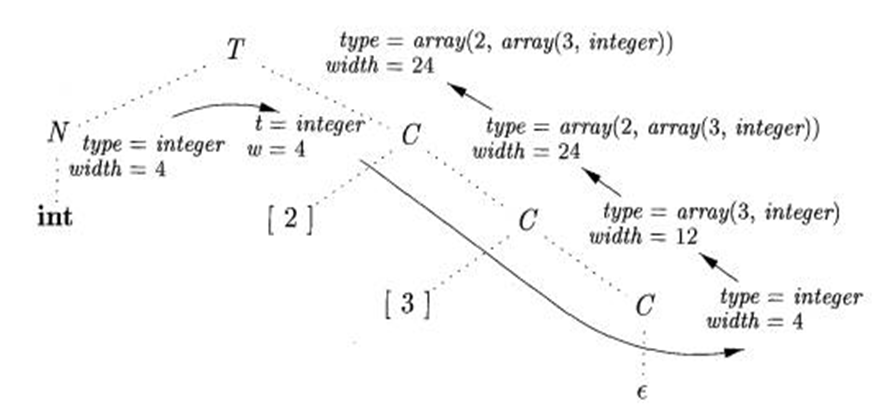 T
type = array(2, array(3, integer))
width = 24
N
type = integer
width = 4
t = integer
w = 4
C
type = array(2, array(3, integer))
width = 24
int
[ 2 ]
C
type = array(3, integer)
width = 12
[ 3 ]
C
type = integer
width = 4
ϵ